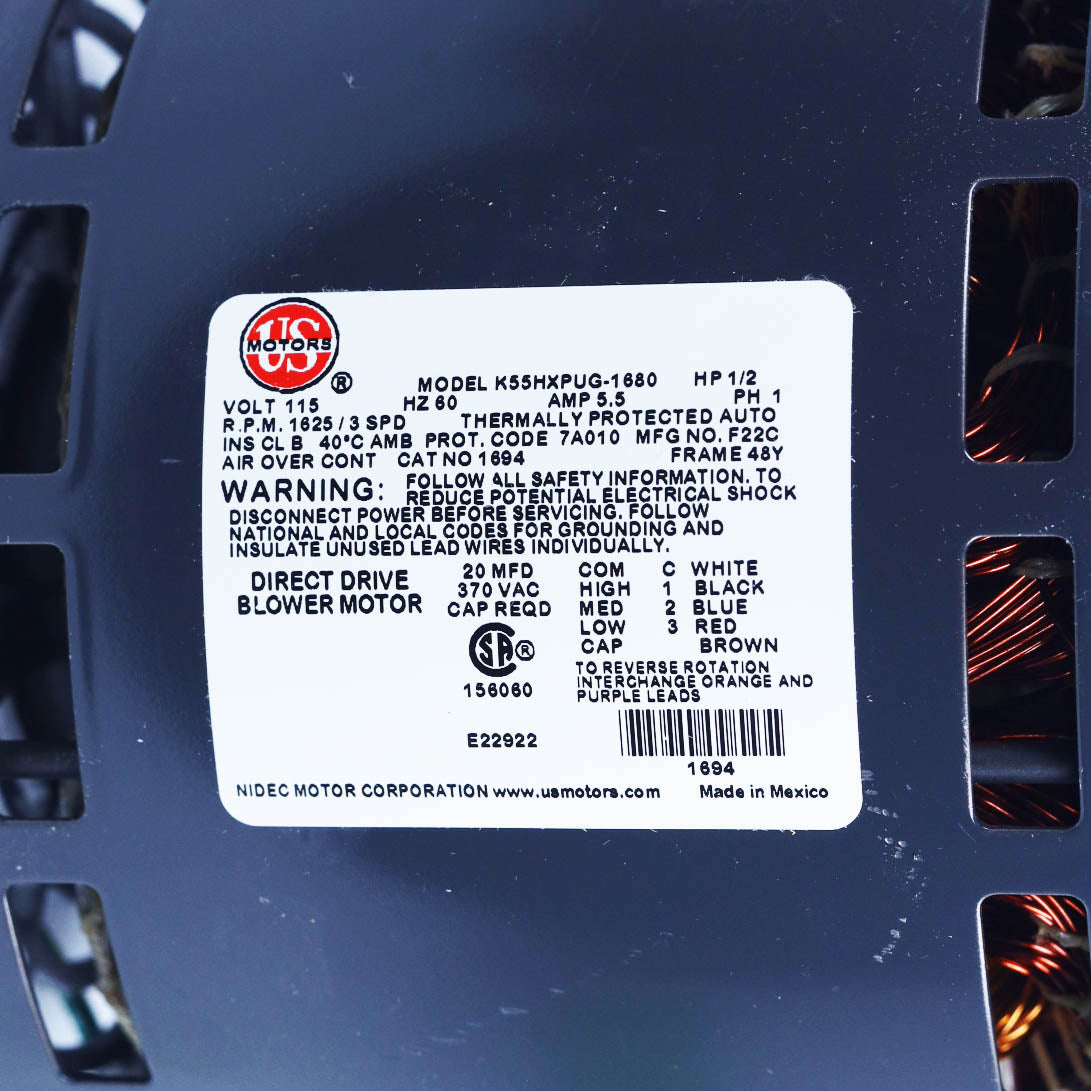 US
MOTORS
®
MODEL K55HXPUG-1680 HP 1/2
VOLT 115 HZ 60 AMP 5.5 PH 1
R.P.M. 1625 / 3 SPD THERMALLY PROTECTED AUTO
INS CL B 40°C AMB PROT. CODE 7A010 MFG NO. F22C
AIR OVER CONT CAT NO 1694 FRAME 48Y
WARNING: FOLLOW ALL SAFETY INFORMATION. TO
REDUCE POTENTIAL ELECTRICAL SHOCK
DISCONNECT POWER BEFORE SERVICING. FOLLOW
NATIONAL AND LOCAL CODES FOR GROUNDING AND
INSULATE UNUSED LEAD WIRES INDIVIDUALLY.
DIRECT DRIVE
BLOWER MOTOR
20 MFD
370 VAC
CAP REQD
SA ®
156060
E22922
COM C WHITE
HIGH 1 BLACK
MED 2 BLUE
LOW 3 RED
CAP BROWN
TO REVERSE ROTATION
INTERCHANGE ORANGE AND
PURPLE LEADS
1694
NIDEC MOTOR CORPORATION www.usmotors.com Made in Mexico